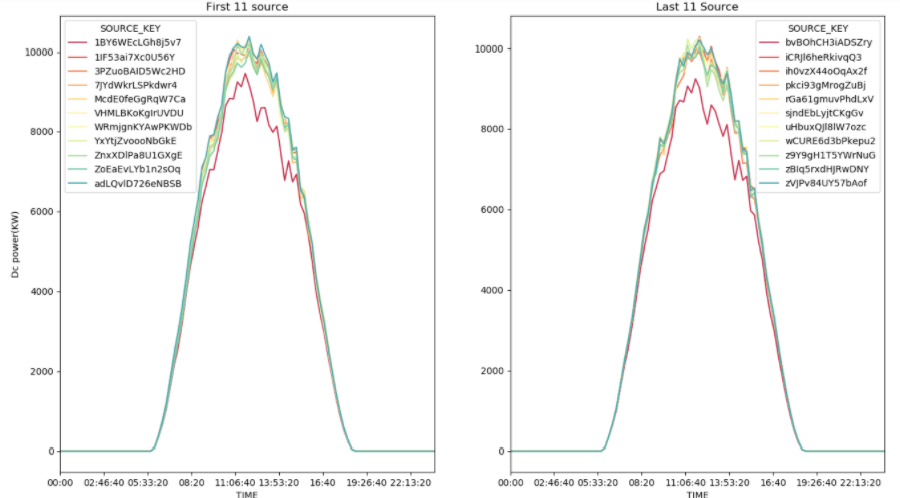 First 11 source
SOURCE_KEY
1BY6WEcLGh8j5v7
1IF53ai7Xc0U56Y
3PZuoBAID5Wc2HD
7JYdWkrLSPkdwr4
McdE0feGgRqW7Ca
VHMLBKoKgIrUVDU
WRmjgnKYAwPKWDb
YxYtjZvoooNbGkE
ZnxXDlPa8U1GXgE
ZoEaEvLYb1n2sOq
adLQvlD726eNBSB
Dc power(KW)
10000
8000
6000
4000
2000
0
00:00 02:46:40 05:33:20 08:20 11:06:40 13:53:20 16:40 19:26:40 22:13:20
TIME
Last 11 Source
SOURCE_KEY
bvBOhCH3iADSZry
iCRJl6heRkivqQ3
ih0vzX44oOqAx2f
pkci93gMrogZuBj
rGa61gmuvPhdLxV
sjndEbLyjtCKgGv
uHbuxQJl8lW7ozc
wCURE6d3bPkepu2
z9Y9gH1T5YWrNuG
zBIq5rxdHJRwDNY
zVJPv84UY57bAof
10000
8000
6000
4000
2000
0
00:00 02:46:40 05:33:20 08:20 11:06:40 13:53:20 16:40 19:26:40 22:13:20
TIME